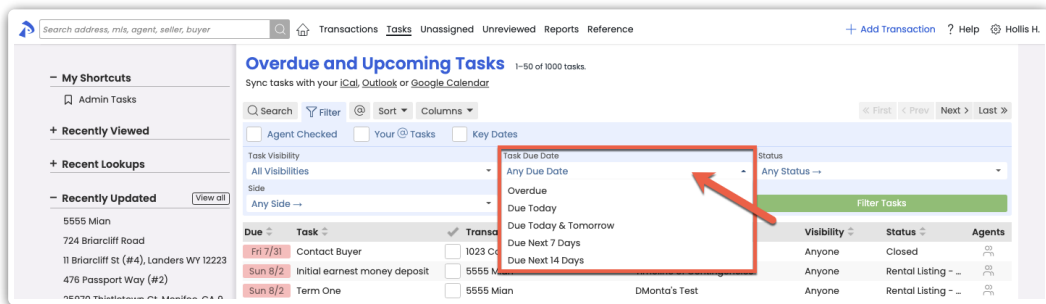 Search address, mls, agent, seller, buyer
Transactions Tasks Unassigned Unreviewed Reports Reference
+ Add Transaction ? Help Hollis H.
− My Shortcuts
Admin Tasks
+ Recently Viewed
+ Recent Lookups
− Recently Updated View all
5555 Mian
724 Briarcliff Road
11 Briarcliff St (#4), Landers WY 12223
476 Passport Way (#2)
Overdue and Upcoming Tasks 1-50 of 1000 tasks.
Sync tasks with your iCal, Outlook or Google Calendar
Search Filter @ Sort Columns
« First < Prev Next > Last »
Agent Checked Your @ Tasks Key Dates
Task Visibility Task Due Date Status
All Visibilities Any Due Date Any Status →
Side
Any Side →
Filter Tasks
Overdue
Due Today
Due Today & Tomorrow
Due Next 7 Days
Due Next 14 Days
Due Task Transa Visibility Status Agents
Fri 7/31 Contact Buyer 1023 Co Anyone Closed
Sun 8/2 Initial earnest money deposit 5555 M Anyone Rental Listing - ...
Sun 8/2 Term One 5555 Mian DMonta's Test Anyone Rental Listing - ...